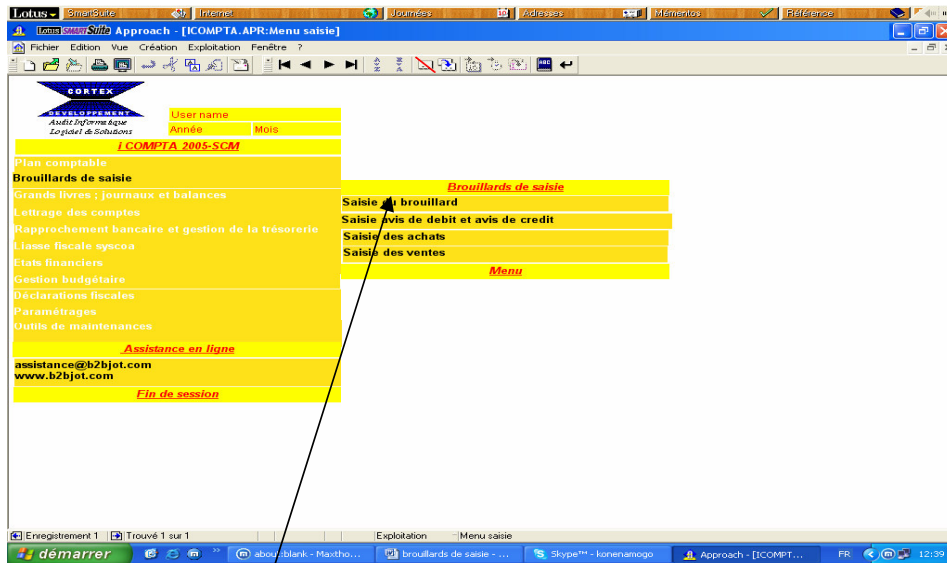 Lotus SmartSuite Internet Journées 10 Adresses Mémentos Référence
Lotus SMARTSuite Approach - [ICOMPTA.APR:Menu saisie]
Fichier Edition Vue Création Exploitation Fenêtre ?
CORTEX
DEVELOPPEMENT
Audit Informatique
Logiciel & Solutions
User name
Année Mois
i COMPTA 2005-SCM
Plan comptable
Brouillards de saisie
Grands livres ; journaux et balances
Lettrage des comptes
Rapprochement bancaire et gestion de la trésorerie
Liasse fiscale syscoa
Etats financiers
Gestion budgétaire
Déclarations fiscales
Paramétrages
Outils de maintenances
Assistance en ligne
assistance@b2bjot.com
www.b2bjot.com
Fin de session
Brouillards de saisie
Saisie du brouillard
Saisie avis de debit et avis de credit
Saisie des achats
Saisie des ventes
Menu
Enregistrement 1 Trouvé 1 sur 1 Exploitation Menu saisie
démarrer about:blank - Maxtho... brouillards de saisie - ... Skype™ - konenamogo Approach - [ICOMPT... FR 12:39